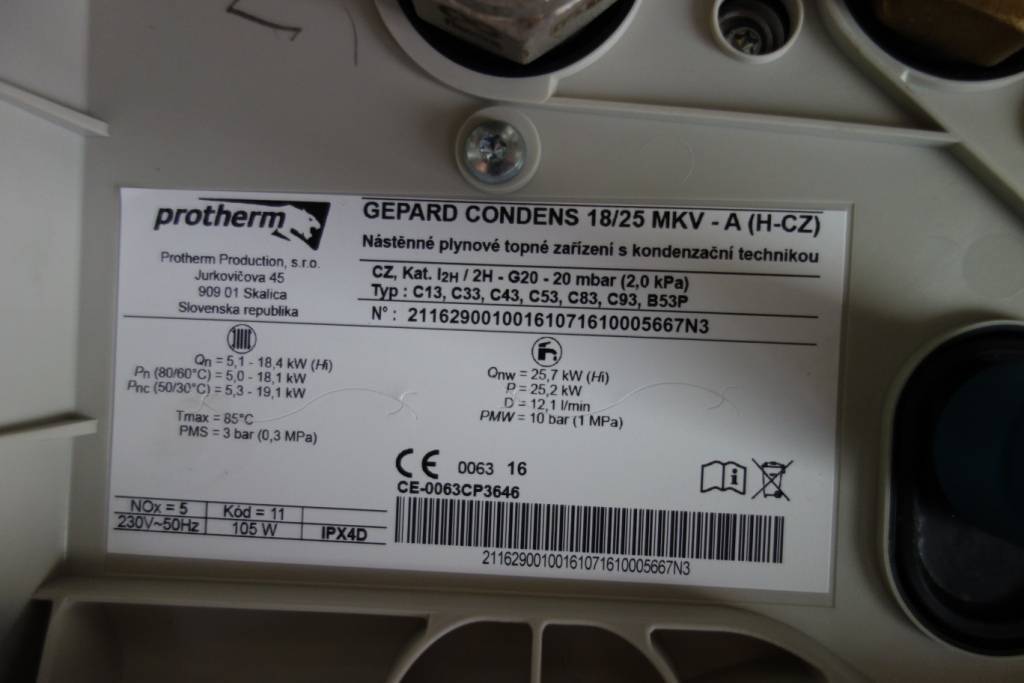 protherm
Protherm Production, s.r.o.
Jurkovičova 45
909 01 Skalica
Slovenska republika
GEPARD CONDENS 18/25 MKV - A (H-CZ)
Nástěnné plynové topné zařízení s kondenzační technikou
CZ, Kat. I2H / 2H - G20 - 20 mbar (2,0 kPa)
Typ : C13, C33, C43, C53, C83, C93, B53P
N° : 21162900100161071610005667N3
Qn = 5,1 - 18,4 kW (Hi)
Pn (80/60°C) = 5,0 - 18,1 kW
Pnc (50/30°C) = 5,3 - 19,1 kW
Tmax = 85°C
PMS = 3 bar (0,3 MPa)
Qnw = 25,7 kW (Hi)
P = 25,2 kW
D = 12,1 l/min
PMW = 10 bar (1 MPa)
CE 0063 16
CE-0063CP3646
NOx = 5 Kód = 11
230V~50Hz 105 W IPX4D
21162900100161071610005667N3